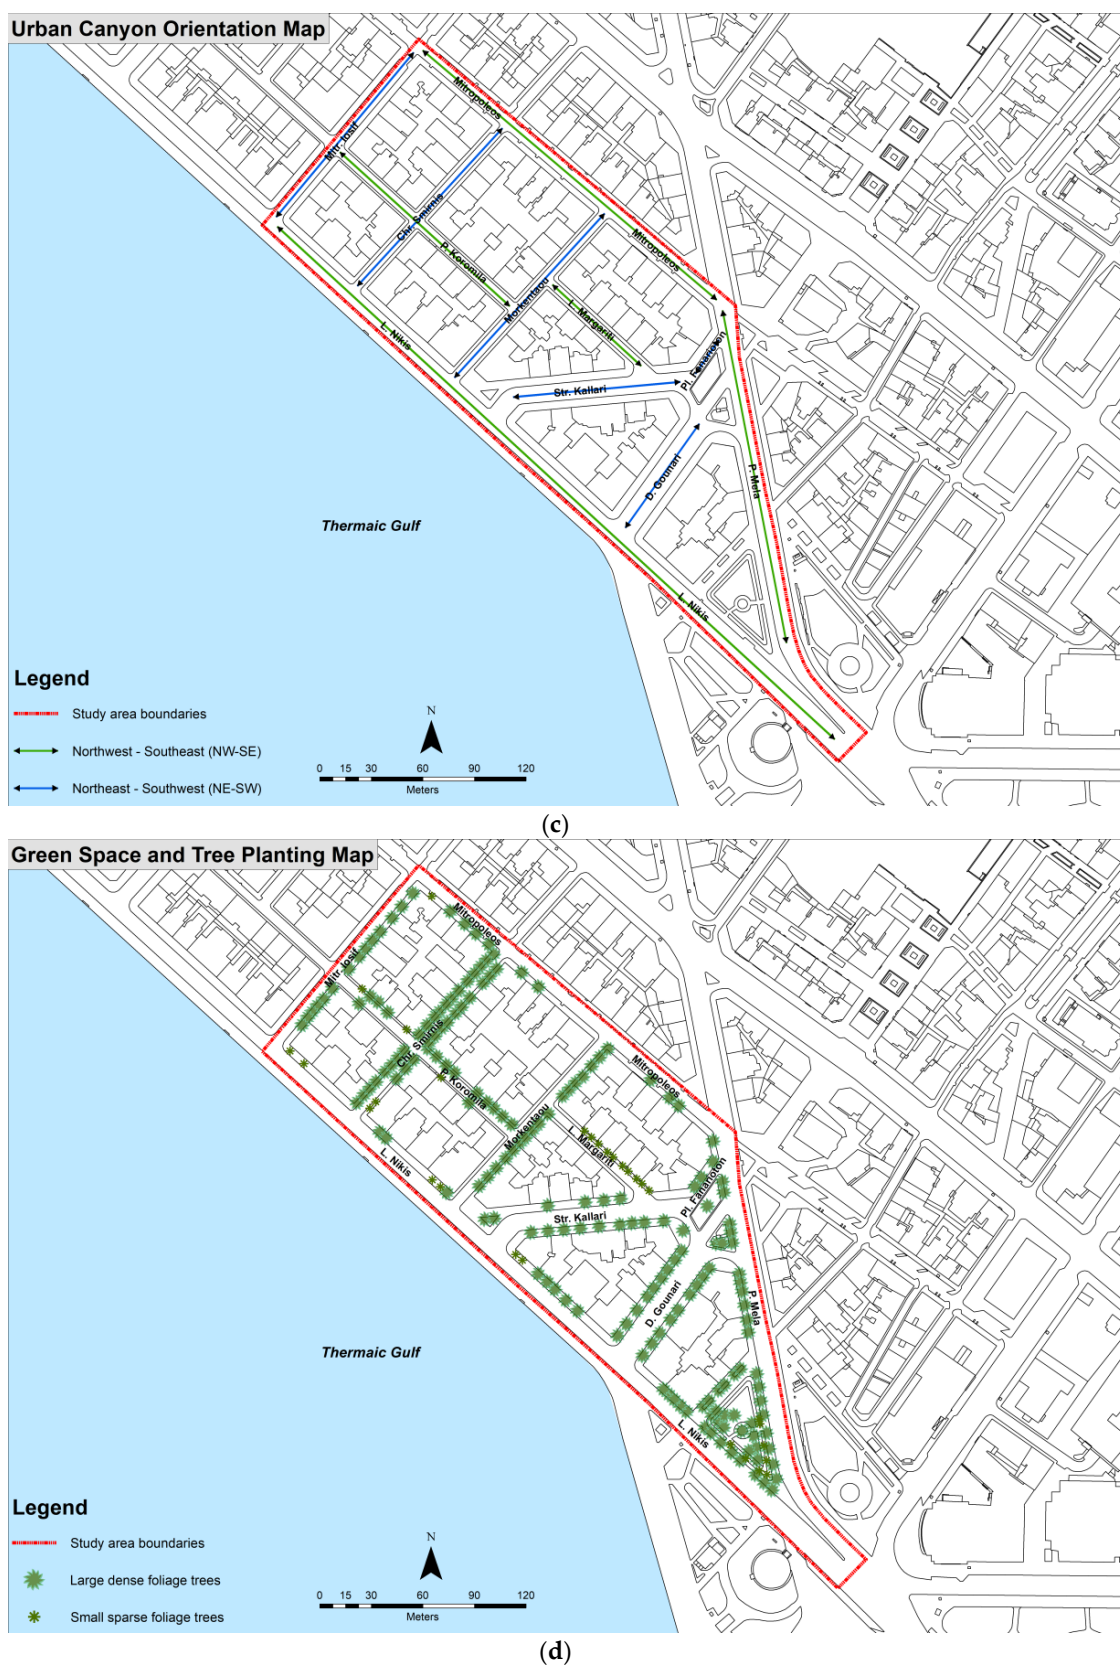 Urban Canyon Orientation Map
Mitropoleos
Mitr. Iosif
Chr. Smirnis
P. Koromila
Mitropoleos
Morkentaou
L. Margariti
L. Nikis
Pl. Fanarioton
Str. Kallari
D. Gounari
P. Mela
Thermaic Gulf
L. Nikis
Legend
Study area boundaries
Northwest - Southeast (NW-SE)
Northeast - Southwest (NE-SW)
N
0 15 30 60 90 120
Meters
(c)
Green Space and Tree Planting Map
Mitropoleos
Mitr. Iosif
Chr. Smirnis
P. Koromila
Mitropoleos
Morkentaou
L. Margariti
L. Nikis
Pl. Fanarioton
Str. Kallari
D. Gounari
P. Mela
Thermaic Gulf
L. Nikis
Legend
Study area boundaries
Large dense foliage trees
Small sparse foliage trees
N
0 15 30 60 90 120
Meters
(d)